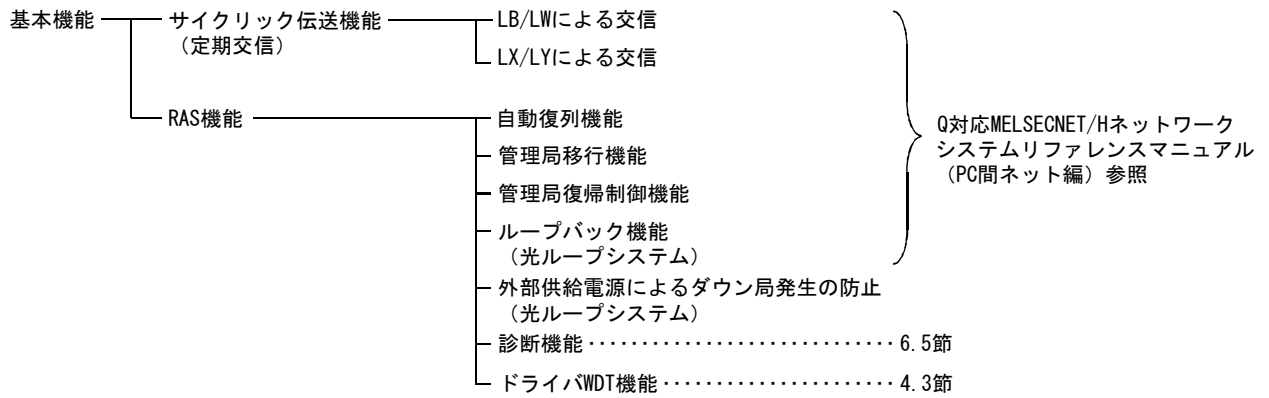 基本機能
サイクリック伝送機能
（定期交信）
LB/LWによる交信
LX/LYによる交信
RAS機能
自動復列機能
管理局移行機能
管理局復帰制御機能
ループバック機能
（光ループシステム）
外部供給電源によるダウン局発生の防止
（光ループシステム）
診断機能････････････････････････････6.5節
ドライバWDT機能･････････････････････4.3節
Q対応MELSECNET/Hネットワーク
システムリファレンスマニュアル
（PC間ネット編）参照